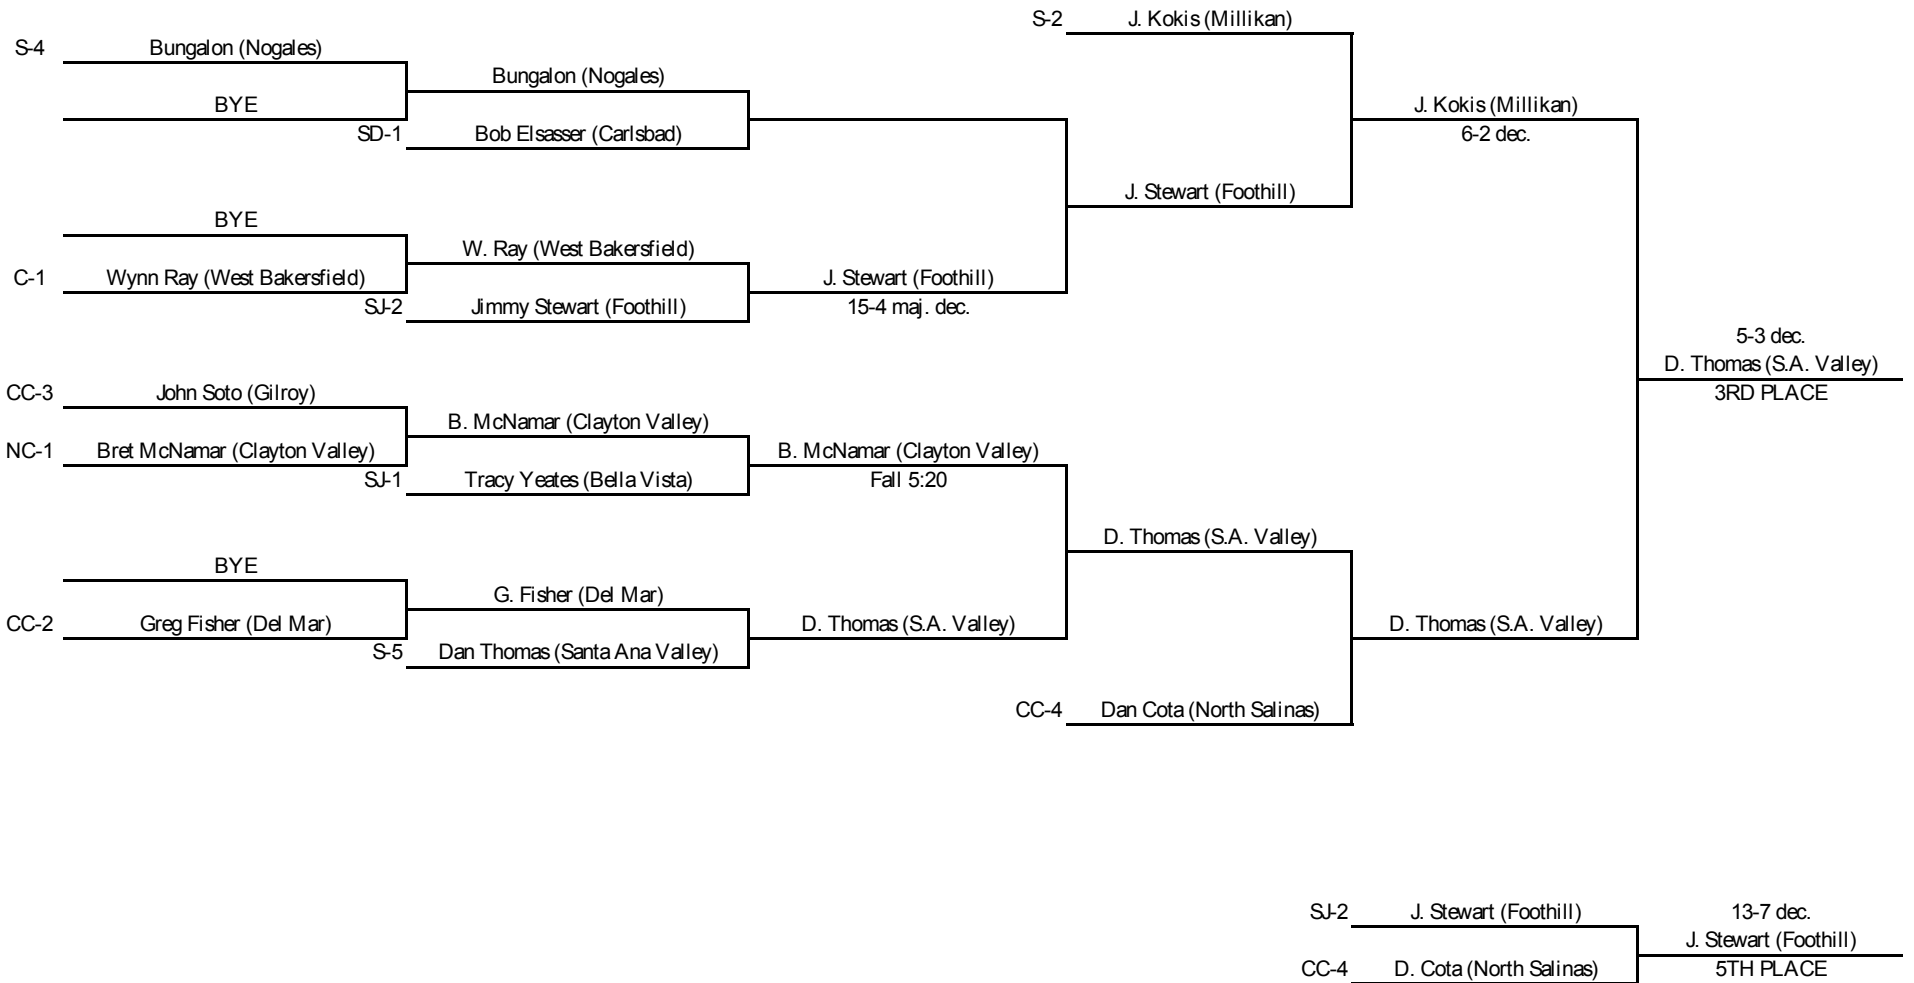 S-2 J. Kokis (Millikan)
S-4 Bungalon (Nogales)
Bungalon (Nogales)
BYE
J. Kokis (Millikan)
SD-1 Bob Elsasser (Carlsbad)
6-2 dec.
J. Stewart (Foothill)
BYE
W. Ray (West Bakersfield)
C-1 Wynn Ray (West Bakersfield)
J. Stewart (Foothill)
SJ-2 Jimmy Stewart (Foothill)
15-4 maj. dec.
5-3 dec.
D. Thomas (S.A. Valley)
3RD PLACE
CC-3 John Soto (Gilroy)
B. McNamar (Clayton Valley)
NC-1 Bret McNamar (Clayton Valley)
B. McNamar (Clayton Valley)
SJ-1 Tracy Yeates (Bella Vista)
Fall 5:20
D. Thomas (S.A. Valley)
BYE
G. Fisher (Del Mar)
CC-2 Greg Fisher (Del Mar)
D. Thomas (S.A. Valley)
D. Thomas (S.A. Valley)
S-5 Dan Thomas (Santa Ana Valley)
CC-4 Dan Cota (North Salinas)
SJ-2 J. Stewart (Foothill)
13-7 dec.
J. Stewart (Foothill)
CC-4 D. Cota (North Salinas)
5TH PLACE